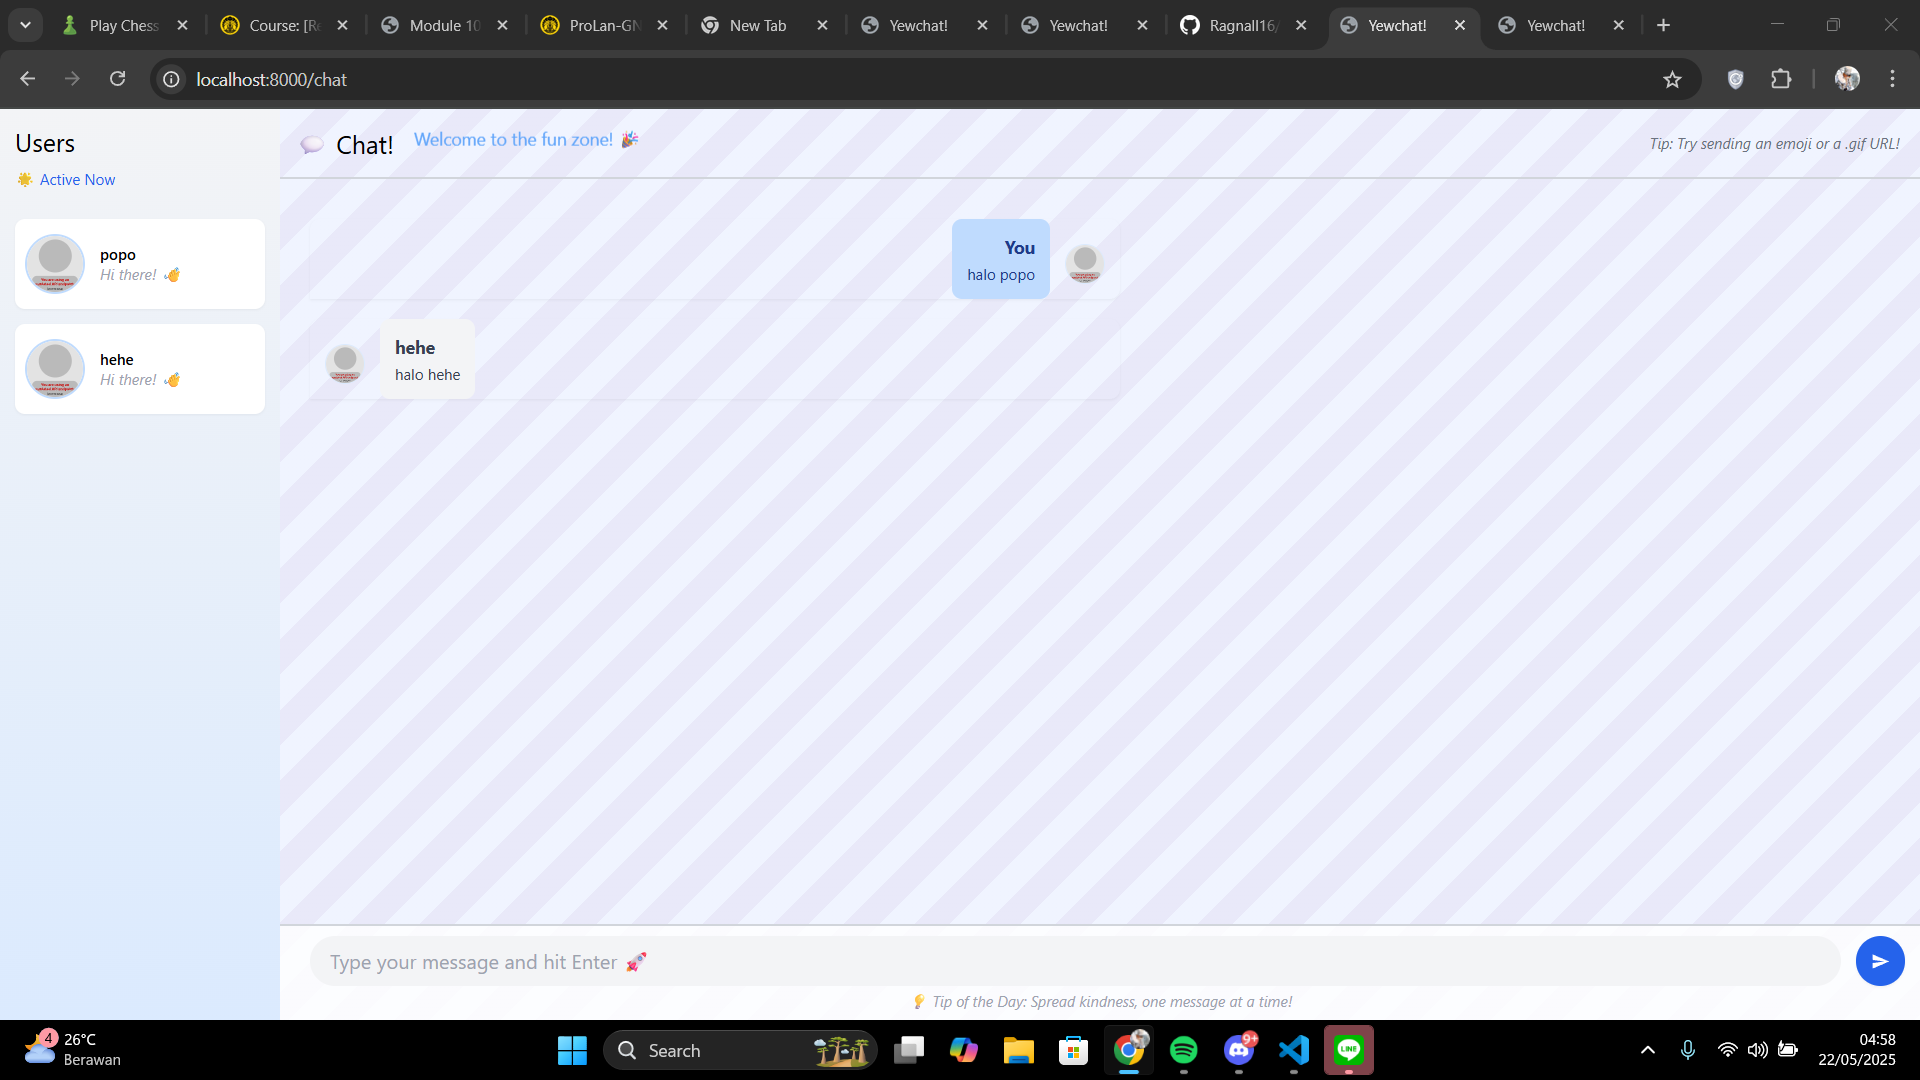 Play Chess
Course: [Re
Module 10
ProLan-GN
New Tab
Yewchat!
Yewchat!
Ragnall16/
Yewchat!
Yewchat!
localhost:8000/chat
Users
Active Now
popo
Hi there! 👋
hehe
Hi there! 👋
Chat!
Welcome to the fun zone! 🎉
Tip: Try sending an emoji or a .gif URL!
You
halo popo
hehe
halo hehe
Type your message and hit Enter 🚀
💡 Tip of the Day: Spread kindness, one message at a time!
4
26°C
Berawan
Search
9+
LINE
04:58
22/05/2025